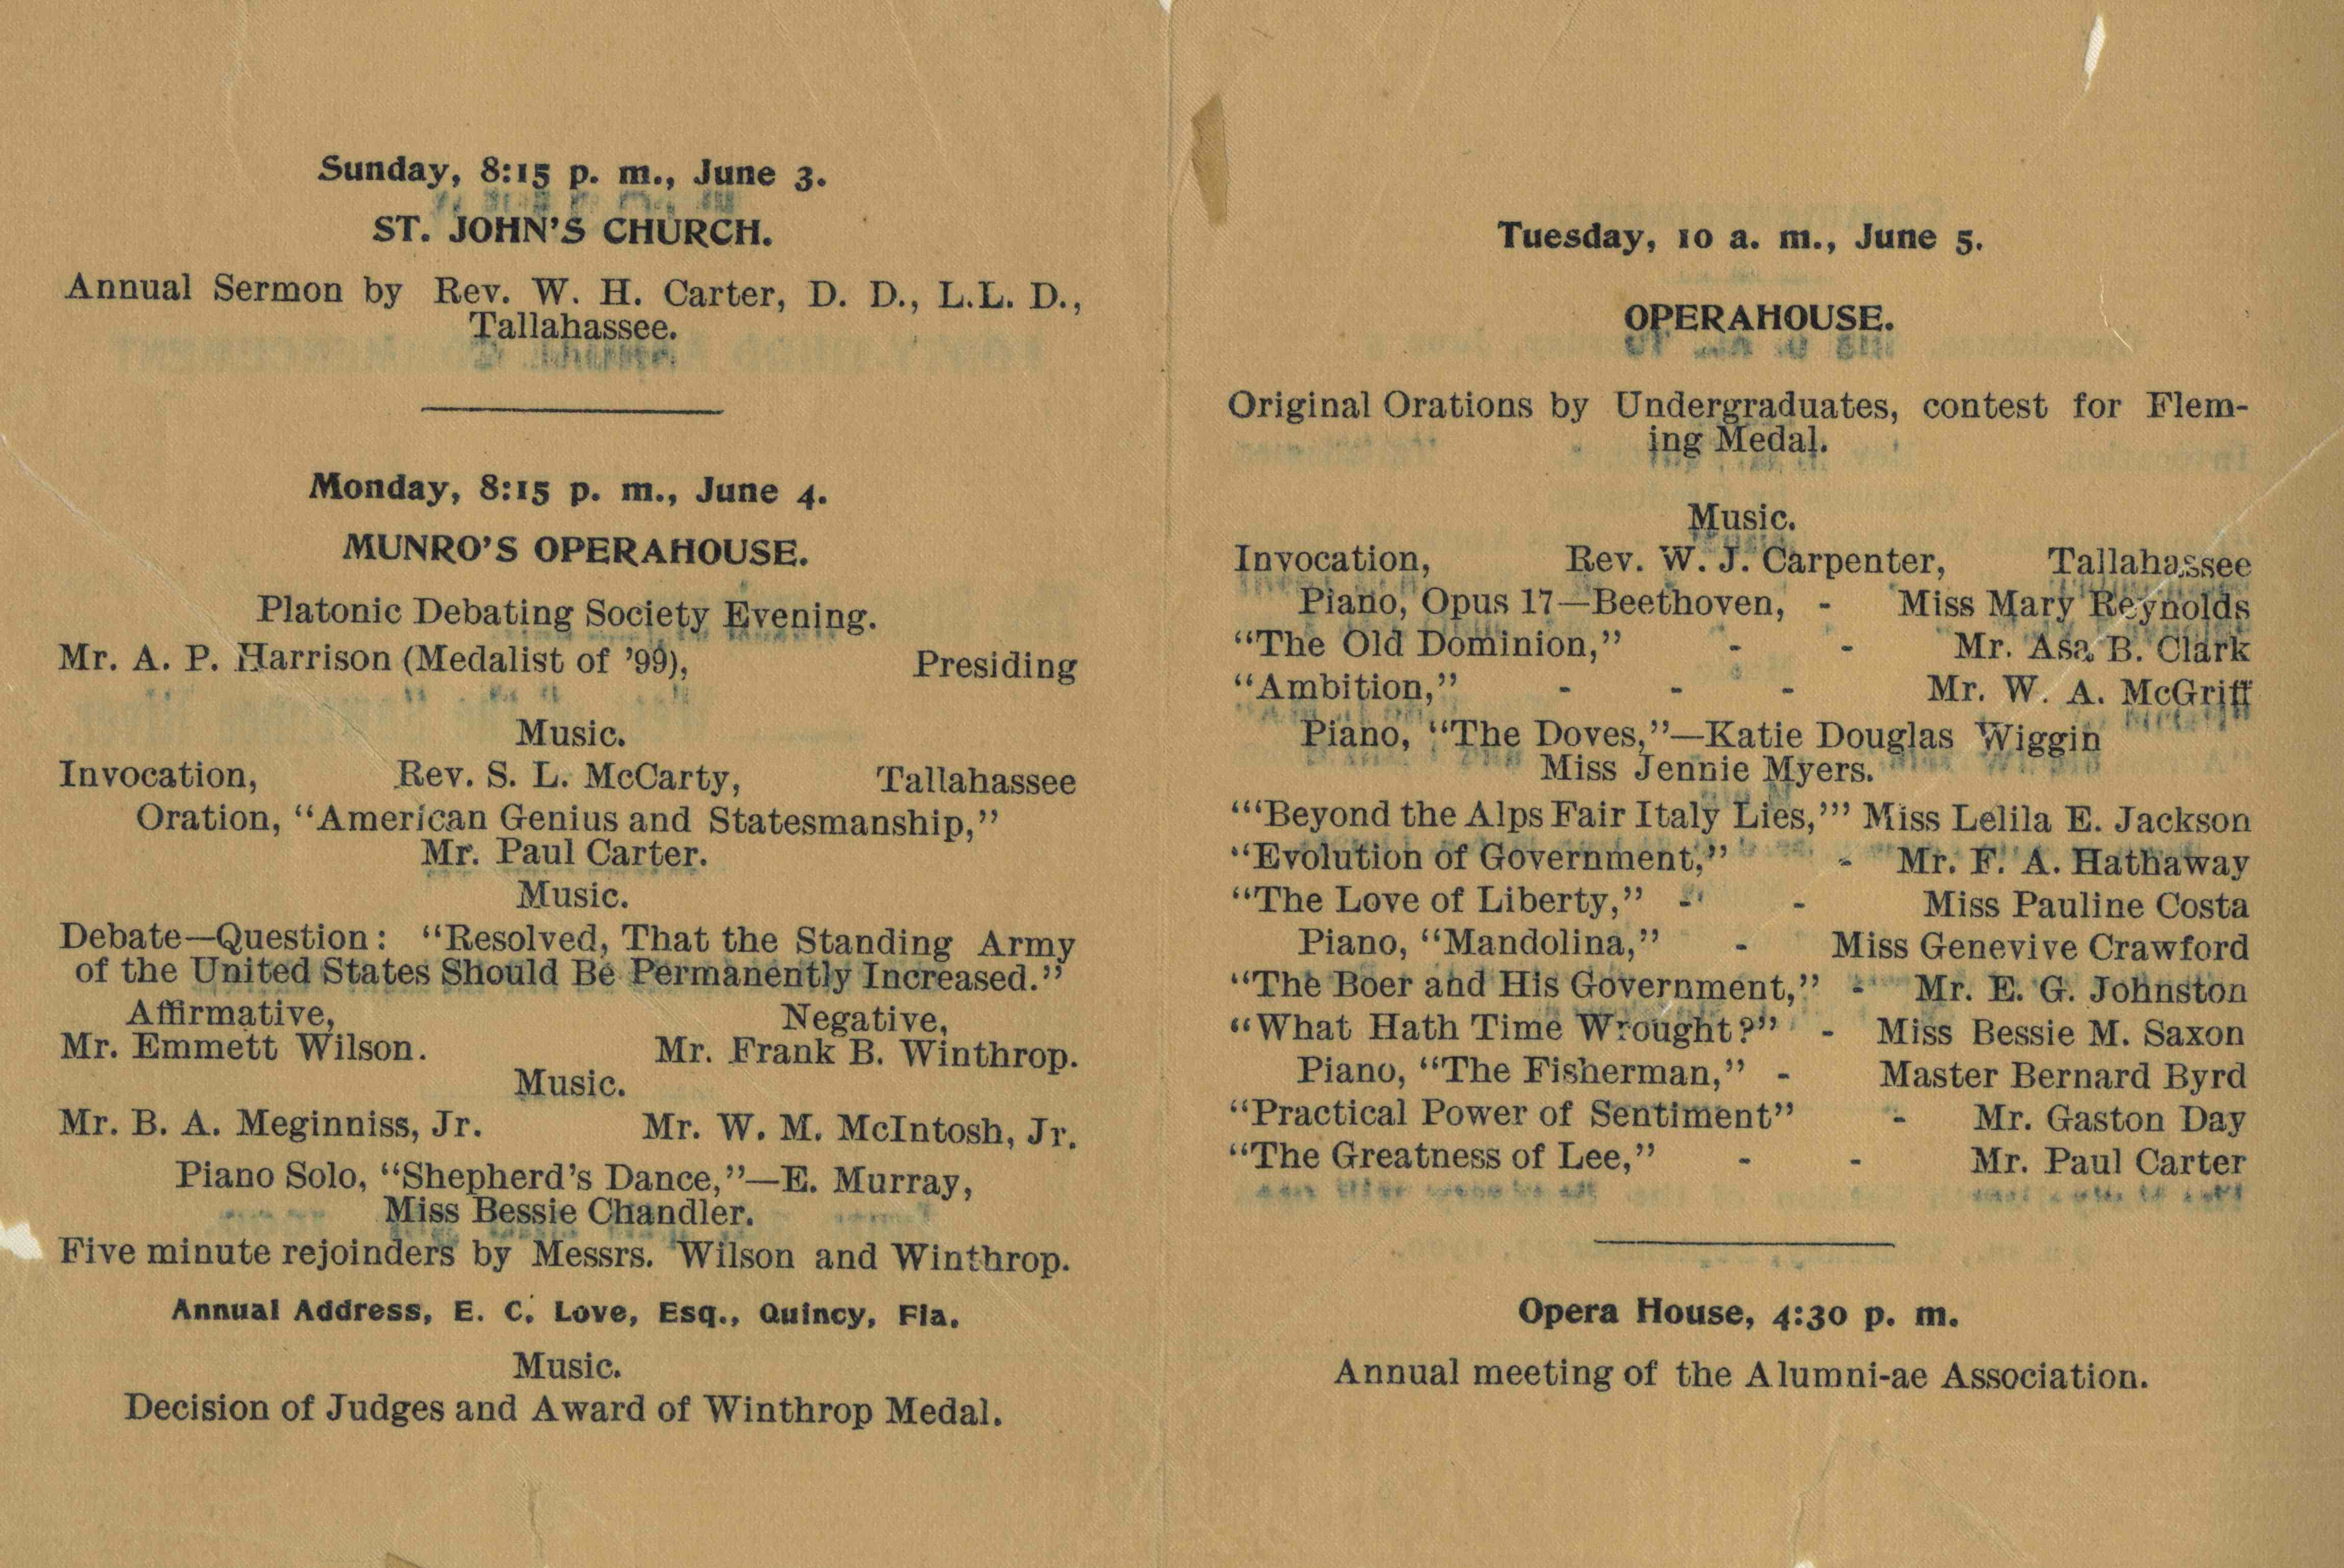 Sunday, 8:15 p. m., June 3.
ST. JOHN'S CHURCH.
Annual Sermon by Rev. W. H. Carter, D. D., L.L. D.,
Tallahassee.
Monday, 8:15 p. m., June 4.
MUNRO'S OPERAHOUSE.
Platonic Debating Society Evening.
Mr. A. P. Harrison (Medalist of '99), Presiding
Music.
Invocation, Rev. S. L. McCarty, Tallahassee
Oration, "American Genius and Statesmanship,"
Mr. Paul Carter.
Music.
Debate—Question: "Resolved, That the Standing Army
of the United States Should Be Permanently Increased."
Affirmative, Negative,
Mr. Emmett Wilson. Mr. Frank B. Winthrop.
Music.
Mr. B. A. Meginniss, Jr. Mr. W. M. McIntosh, Jr.
Piano Solo, "Shepherd's Dance,"—E. Murray,
Miss Bessie Chandler.
Five minute rejoinders by Messrs. Wilson and Winthrop.
Annual Address, E. C. Love, Esq., Quincy, Fla.
Music.
Decision of Judges and Award of Winthrop Medal.
Tuesday, 10 a. m., June 5.
OPERAHOUSE.
Original Orations by Undergraduates, contest for Flem-
ing Medal.
Music.
Invocation, Rev. W. J. Carpenter, Tallahassee
Piano, Opus 17—Beethoven, - Miss Mary Reynolds
"The Old Dominion," - - Mr. Asa B. Clark
"Ambition," - - - Mr. W. A. McGriff
Piano, "The Doves,"—Katie Douglas Wiggin
Miss Jennie Myers.
"'Beyond the Alps Fair Italy Lies,'" Miss Lelila E. Jackson
"Evolution of Government," - Mr. F. A. Hathaway
"The Love of Liberty," - - Miss Pauline Costa
Piano, "Mandolina," - Miss Genevive Crawford
"The Boer and His Government," - Mr. E. G. Johnston
"What Hath Time Wrought?" - Miss Bessie M. Saxon
Piano, "The Fisherman," - Master Bernard Byrd
"Practical Power of Sentiment" - Mr. Gaston Day
"The Greatness of Lee," - - Mr. Paul Carter
Opera House, 4:30 p. m.
Annual meeting of the Alumni-ae Association.